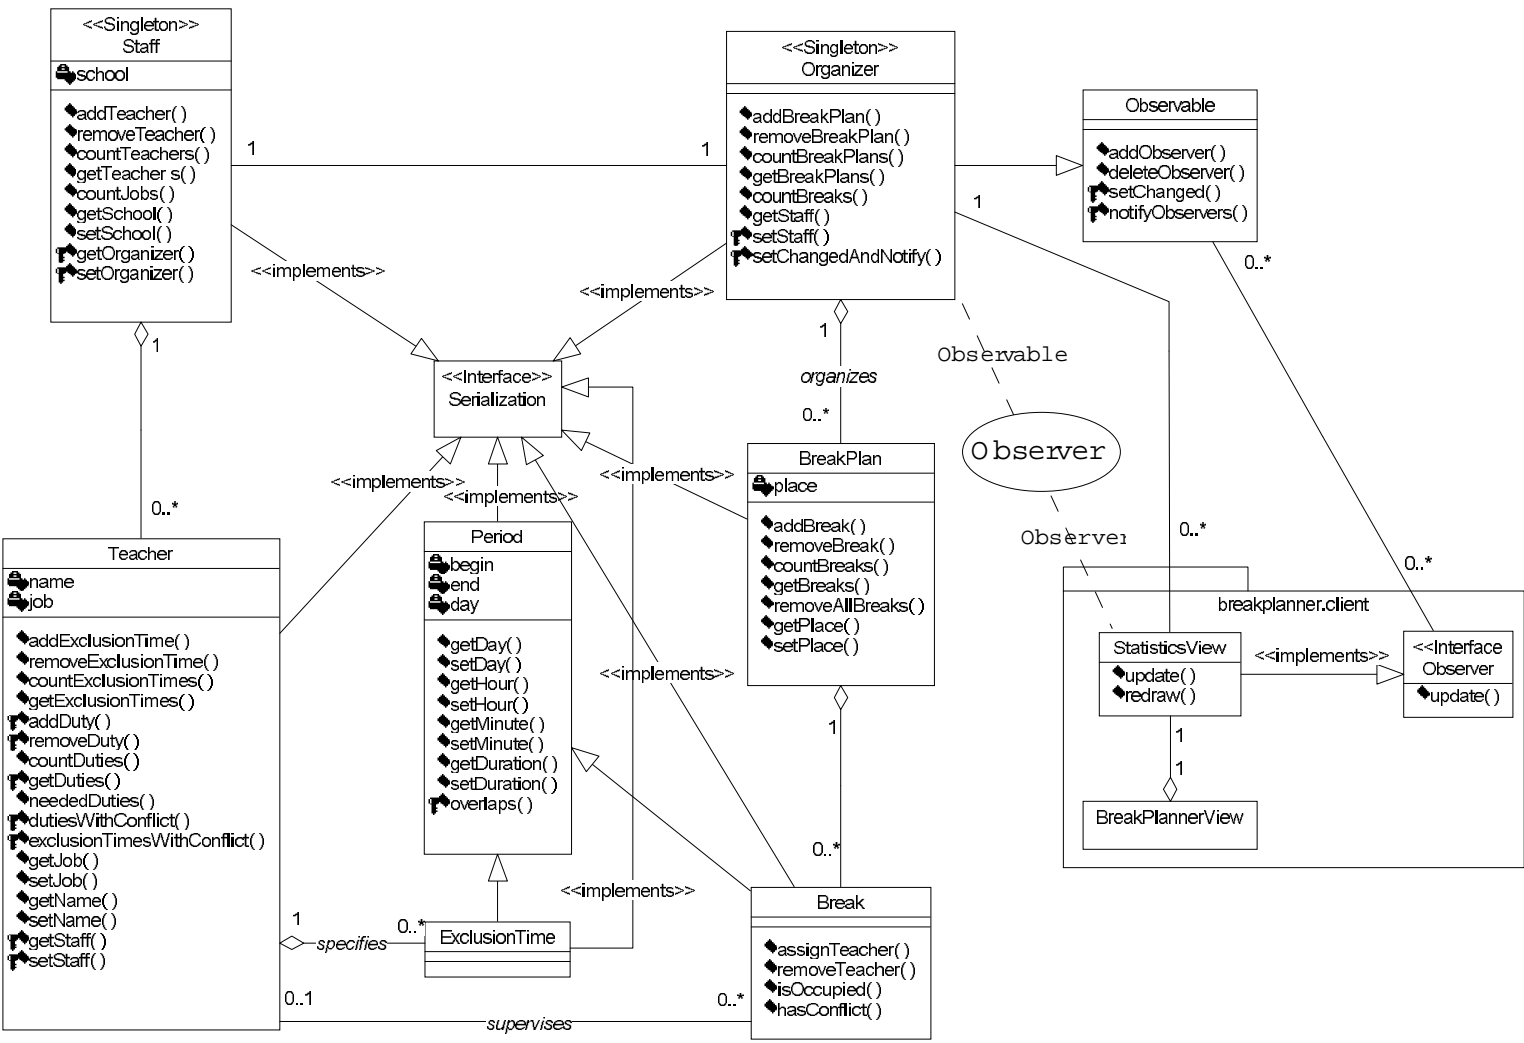 <<Singleton>>
Staff
school
addTeacher( )
removeTeacher( )
countTeachers( )
getTeacher s( )
countJobs( )
getSchool( )
setSchool( )
getOrganizer( )
setOrganizer( )
<<Singleton>>
Organizer
addBreakPlan( )
removeBreakPlan( )
countBreakPlans( )
getBreakPlans( )
countBreaks( )
getStaff( )
setStaff( )
setChangedAndNotify( )
Observable
addObserver( )
deleteObserver( )
setChanged( )
notifyObservers( )
1
1
1
0..*
<<implements>>
<<implements>>
1
1
Observable
organizes
0..*
<<Interface>>
Serialization
Observer
<<implements>>
<<implements>>
<<implements>>
0..*
BreakPlan
place
addBreak( )
removeBreak( )
countBreaks( )
getBreaks( )
removeAllBreaks( )
getPlace( )
setPlace( )
Observer
0..*
0..*
Teacher
name
job
addExclusionTime( )
removeExclusionTime( )
countExclusionTimes( )
getExclusionTimes( )
addDuty( )
removeDuty( )
countDuties( )
getDuties( )
neededDuties( )
dutiesWithConflict( )
exclusionTimesWithConflict( )
getJob( )
setJob( )
getName( )
setName( )
getStaff( )
setStaff( )
Period
begin
end
day
getDay( )
setDay( )
getHour( )
setHour( )
getMinute( )
setMinute( )
getDuration( )
setDuration( )
overlaps( )
<<implements>>
breakplanner.client
StatisticsView
update( )
redraw( )
<<implements>>
<<Interface
Observer
update( )
1
1
BreakPlannerView
1
0..*
<<implements>>
1
specifies
0..*
ExclusionTime
Break
assignTeacher( )
removeTeacher( )
isOccupied( )
hasConflict( )
0..1
supervises
0..*